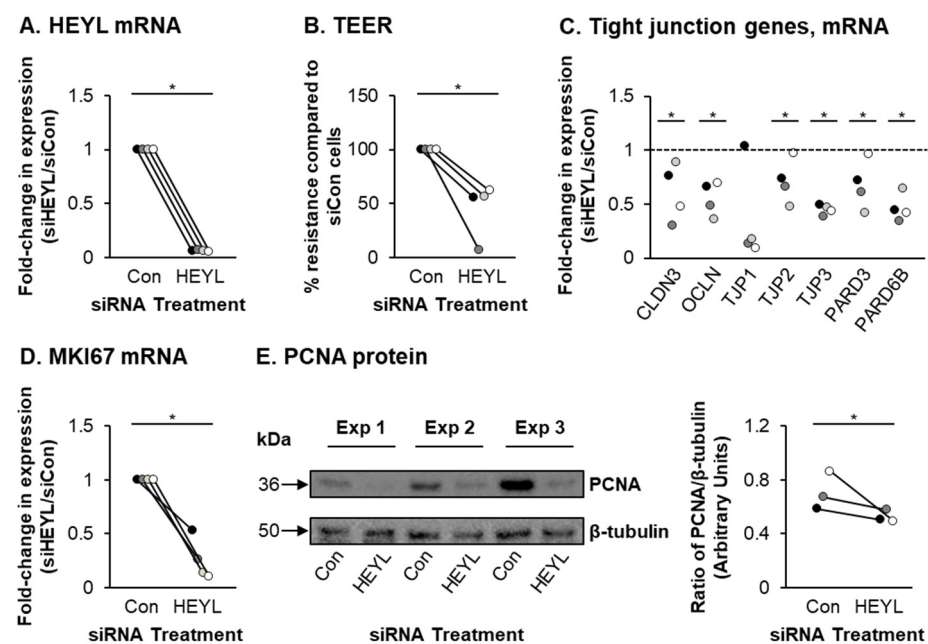 A. HEYL mRNA
Fold-change in expression
(siHEYL/siCon)
1.5
*
1
0.5
0
Con HEYL
siRNA Treatment
B. TEER
% resistance compared to
siCon cells
150
*
100
50
0
Con HEYL
siRNA Treatment
C. Tight junction genes, mRNA
Fold-change in expression
(siHEYL/siCon)
1.5
* * * * * *
1
0.5
0
CLDN3
OCLN
TJP1
TJP2
TJP3
PARD3
PARD6B
D. MKI67 mRNA
Fold-change in expression
(siHEYL/siCon)
1.5
*
1
0.5
0
Con HEYL
siRNA Treatment
E. PCNA protein
kDa
Exp 1 Exp 2 Exp 3
36 PCNA
50 β-tubulin
Con HEYL Con HEYL Con HEYL
siRNA Treatment
Ratio of PCNA/β-tubulin
(Arbitrary Units)
1.2
*
0.8
0.4
0
Con HEYL
siRNA Treatment